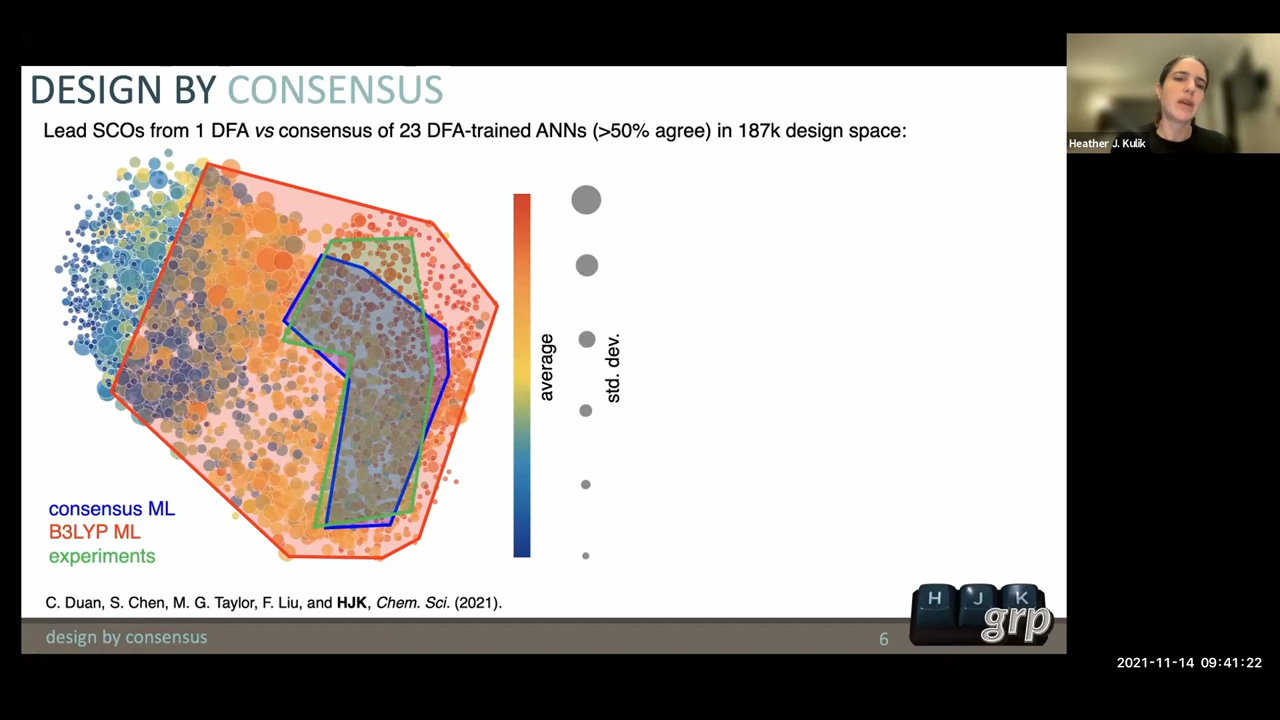 DESIGN BY CONSENSUS
Lead SCOs from 1 DFA vs consensus of 23 DFA-trained ANNs (>50% agree) in 187k design space:
Heather J. Kulik
average
std. dev.
consensus ML
B3LYP ML
experiments
C. Duan, S. Chen, M. G. Taylor, F. Liu, and HJK, Chem. Sci. (2021).
H J K
grp
design by consensus
6
2021-11-14 09:41:22